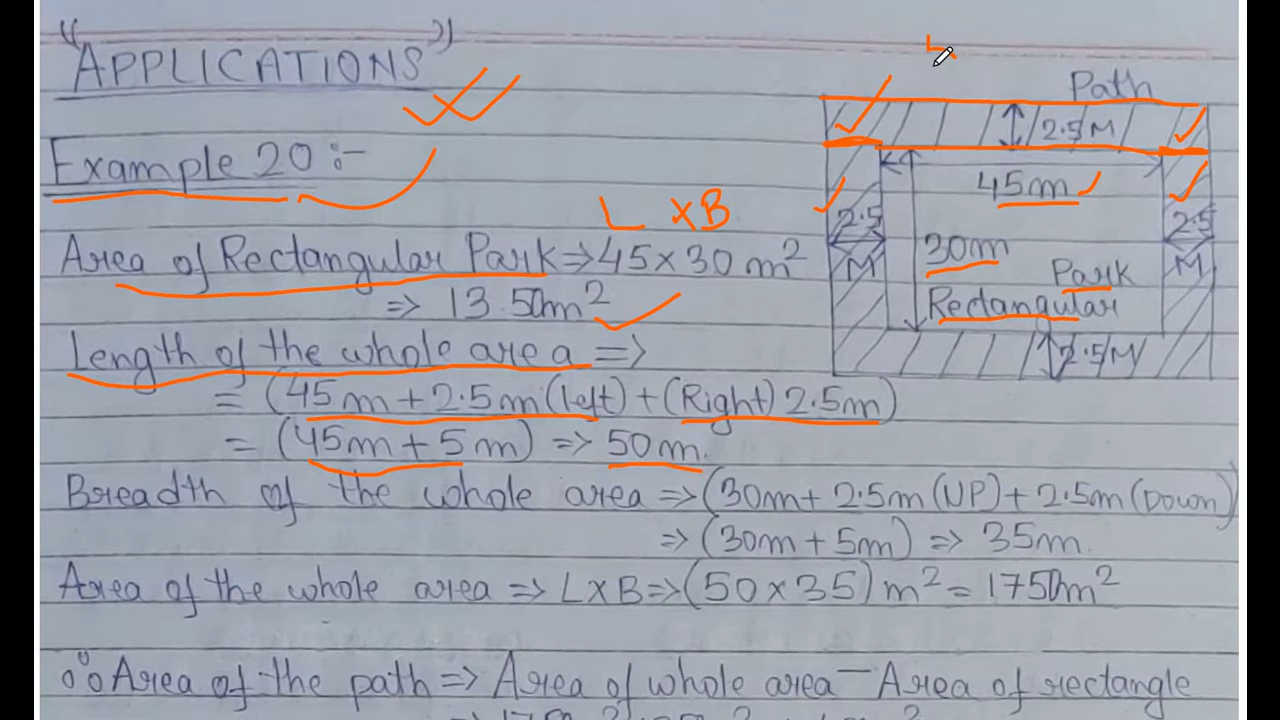 "APPLICATIONS"
Example 20 :-
L × B
Area of Rectangular Park => 45 × 30 m²
=> 13.50m²
Length of the whole area =>
= (45m + 2.5m (left) + (Right) 2.5m)
= (45m + 5m) => 50m.
Breadth of the whole area => (30m + 2.5m (UP) + 2.5m (Down)
=> (30m + 5m) => 35m.
Area of the whole area => L×B => (50 × 35) m² = 1750m²
∴ Area of the path => Area of whole area - Area of rectangle
L
Path
2.5M
45m
2.5 M
30m
2.5 M
Park
Rectangular
2.5M